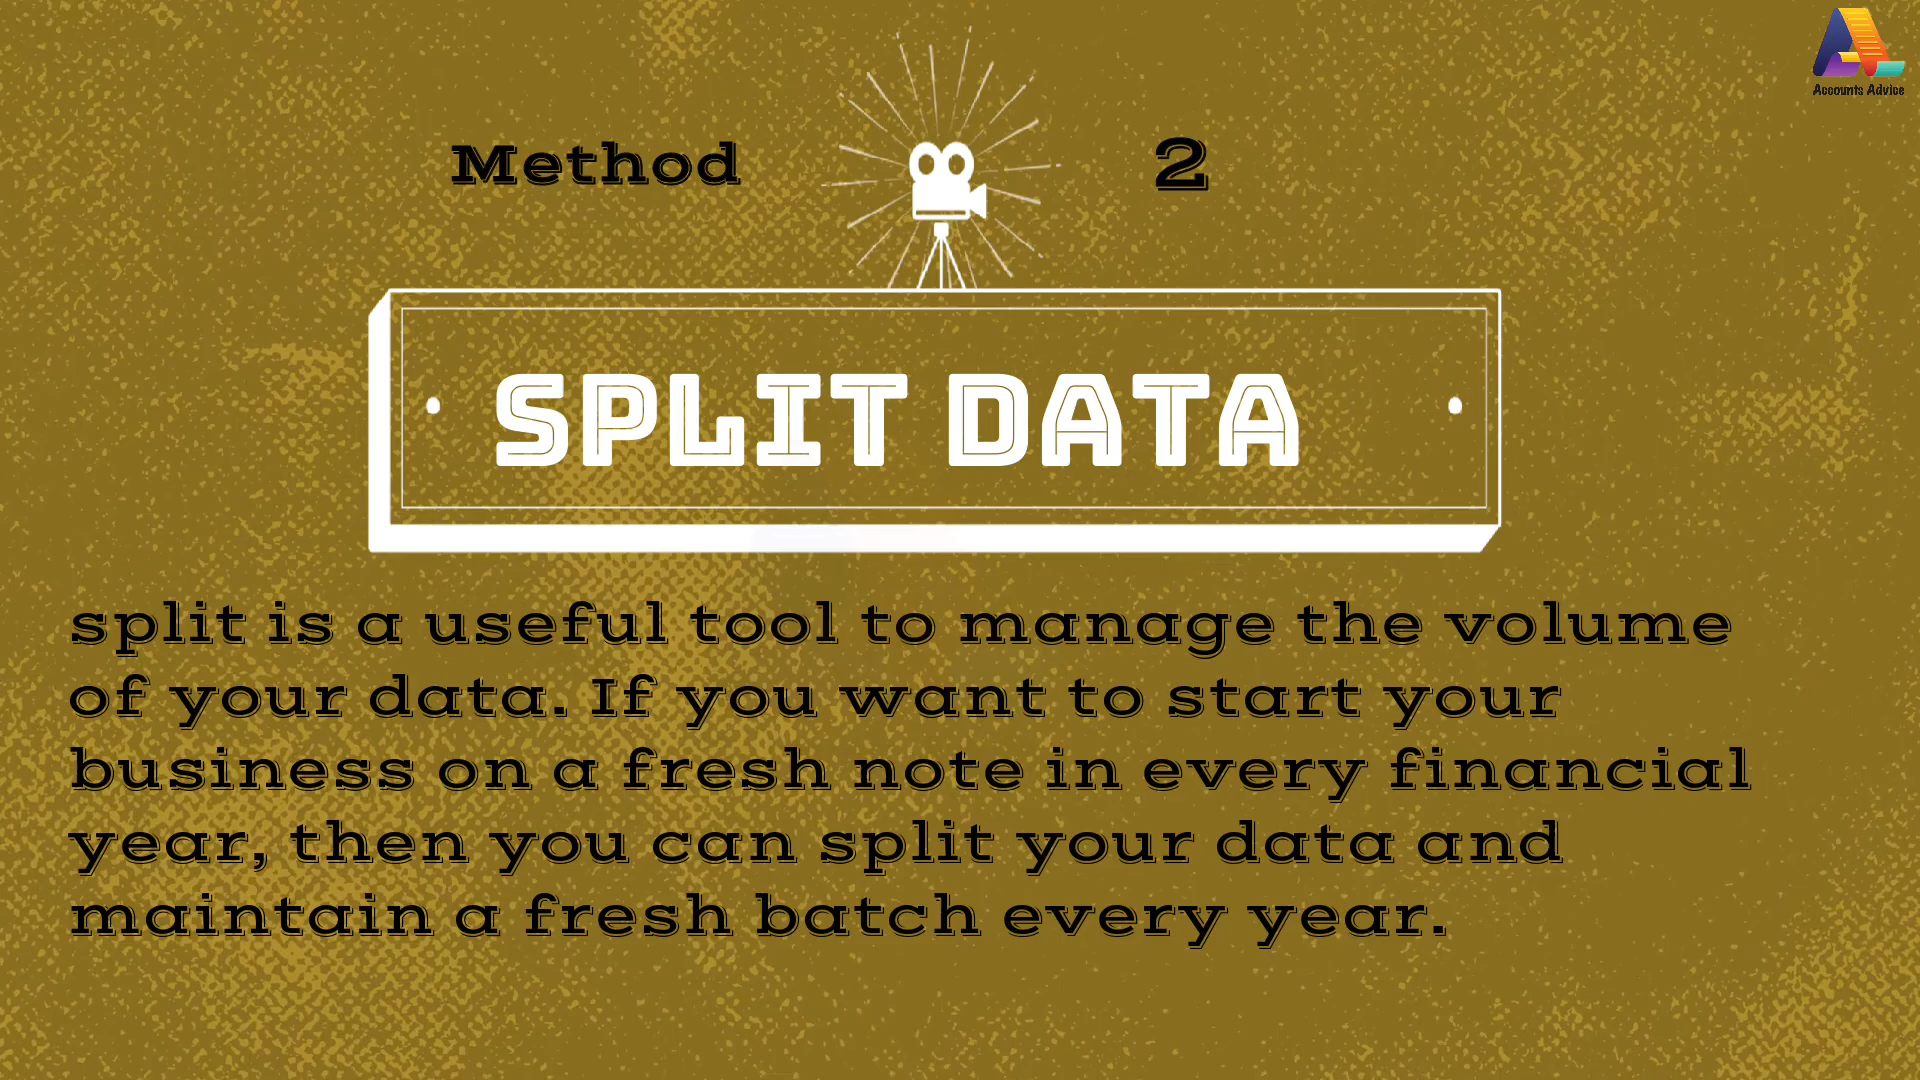 Accounts Advice
Method 2
SPLIT DATA
split is a useful tool to manage the volume
of your data. If you want to start your
business on a fresh note in every financial
year, then you can split your data and
maintain a fresh batch every year.